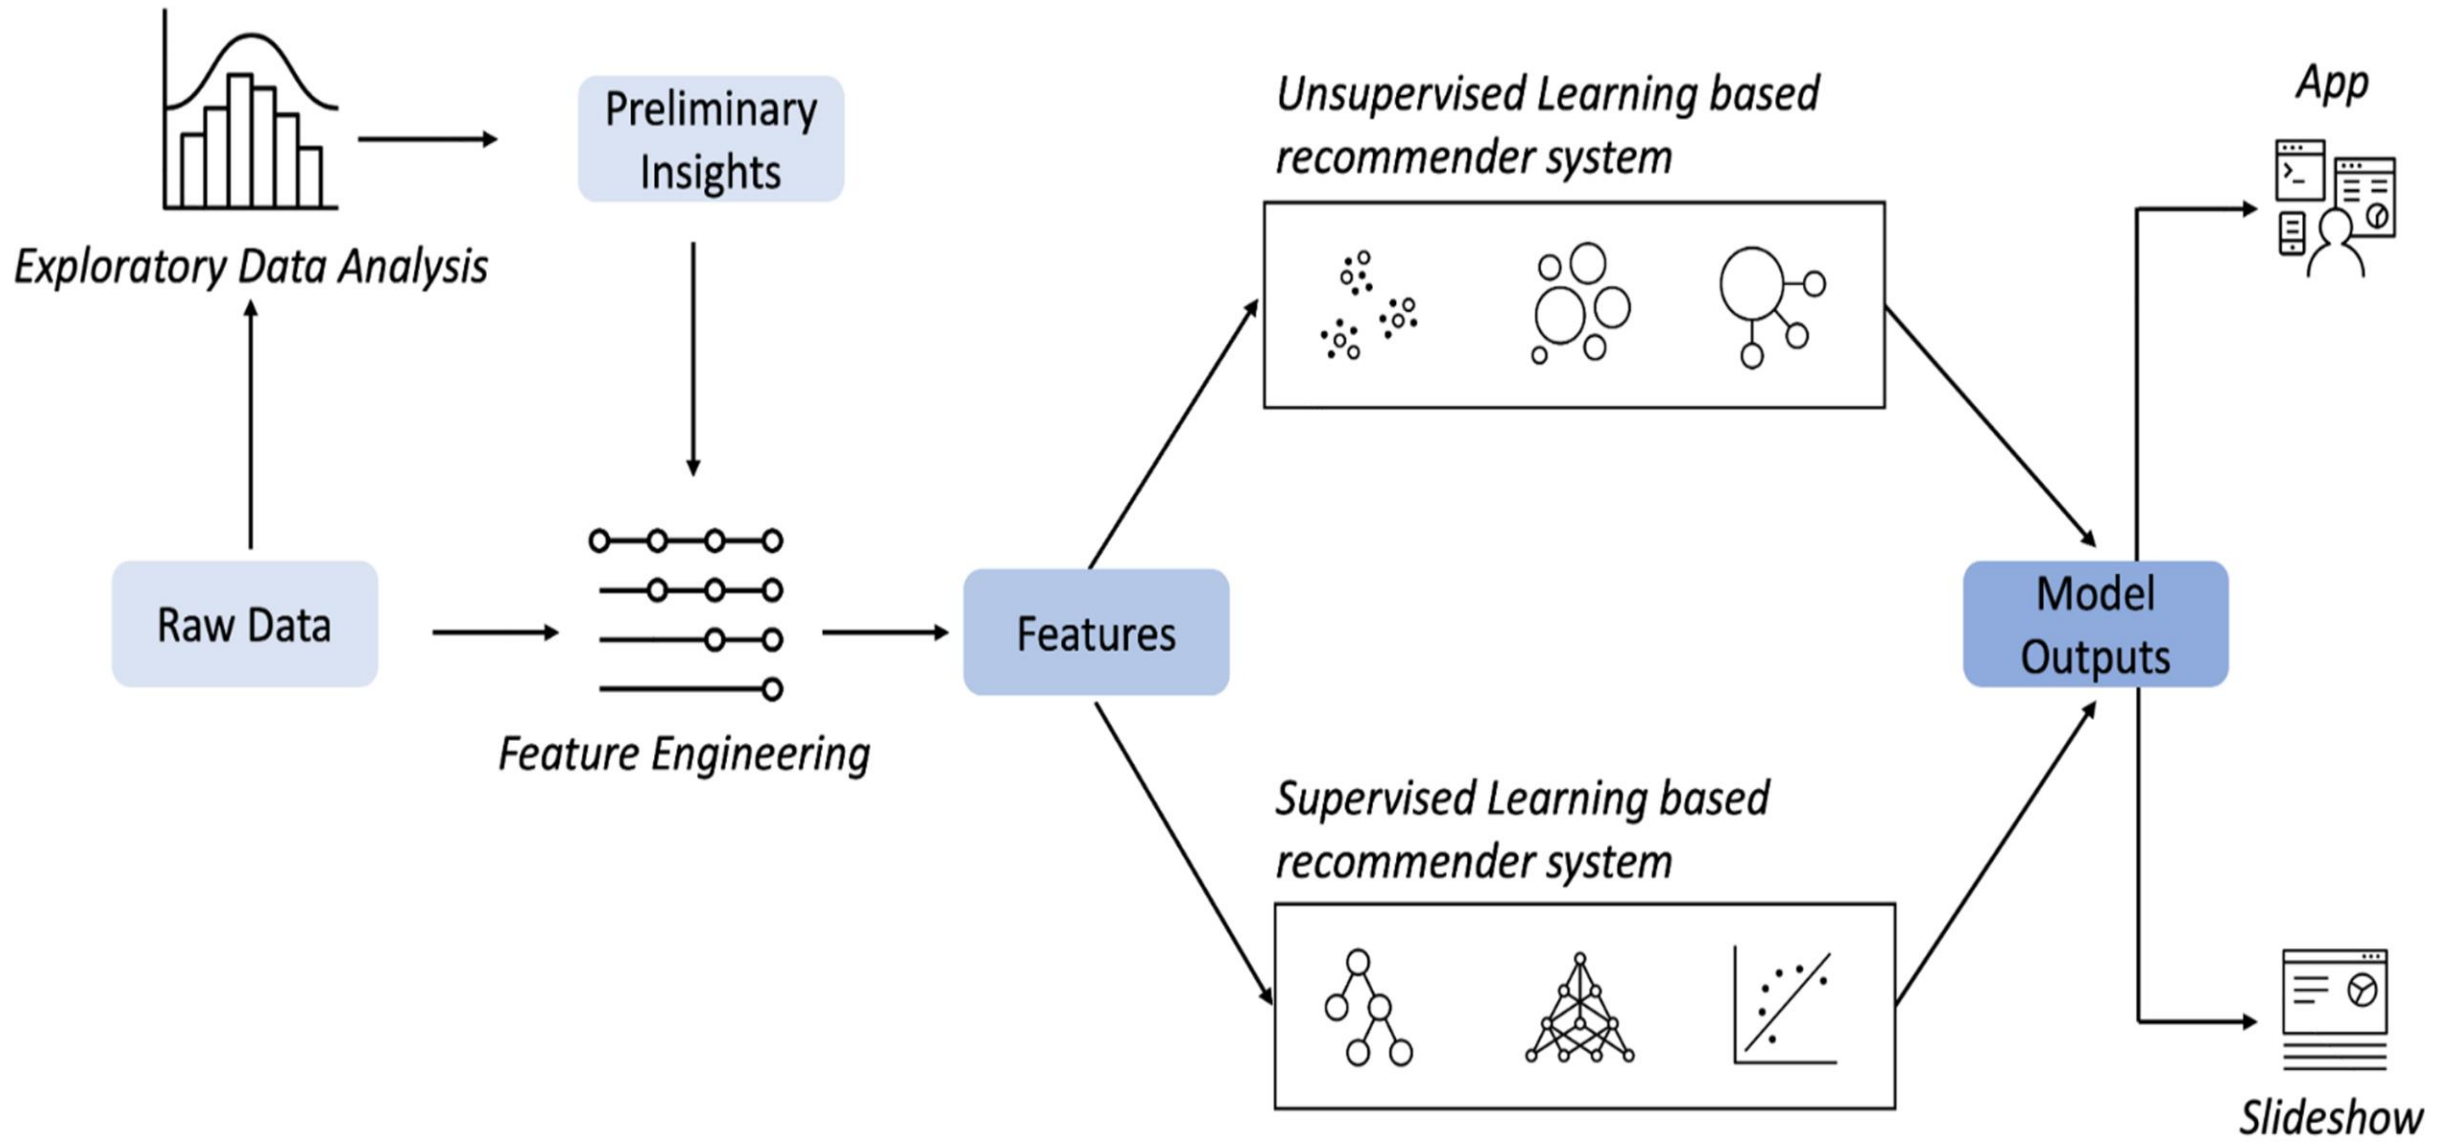 Exploratory Data Analysis
Preliminary
Insights
Raw Data
Feature Engineering
Features
Unsupervised Learning based
recommender system
Supervised Learning based
recommender system
Model
Outputs
App
Slideshow